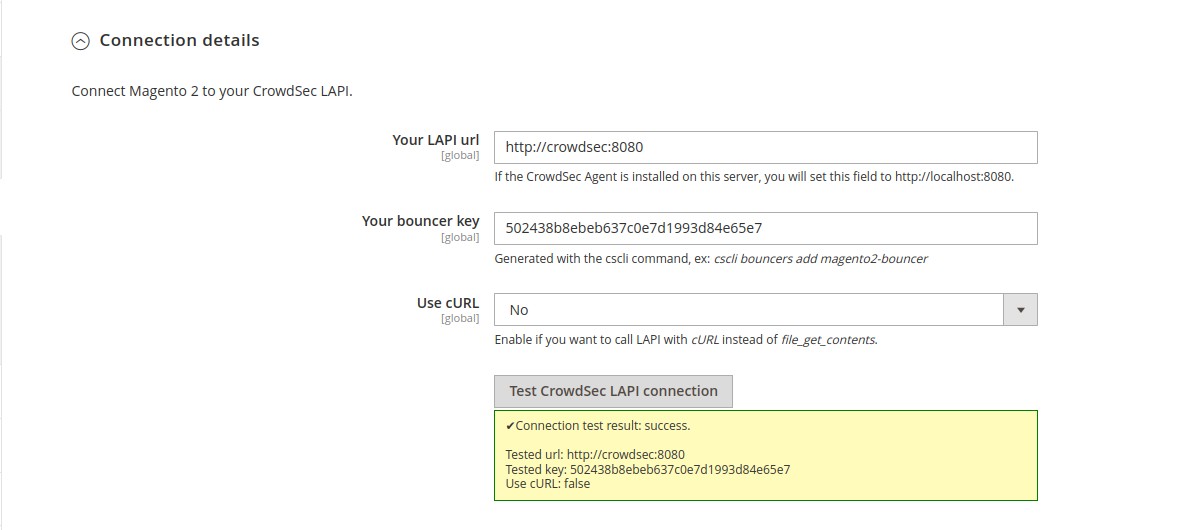 Connection details
Connect Magento 2 to your CrowdSec LAPI.
Your LAPI url
[global]
http://crowdsec:8080
If the CrowdSec Agent is installed on this server, you will set this field to http://localhost:8080.
Your bouncer key
[global]
502438b8ebeb637c0e7d1993d84e65e7
Generated with the cscli command, ex: cscli bouncers add magento2-bouncer
Use cURL
[global]
No
Enable if you want to call LAPI with cURL instead of file_get_contents.
Test CrowdSec LAPI connection
✔Connection test result: success.
Tested url: http://crowdsec:8080
Tested key: 502438b8ebeb637c0e7d1993d84e65e7
Use cURL: false